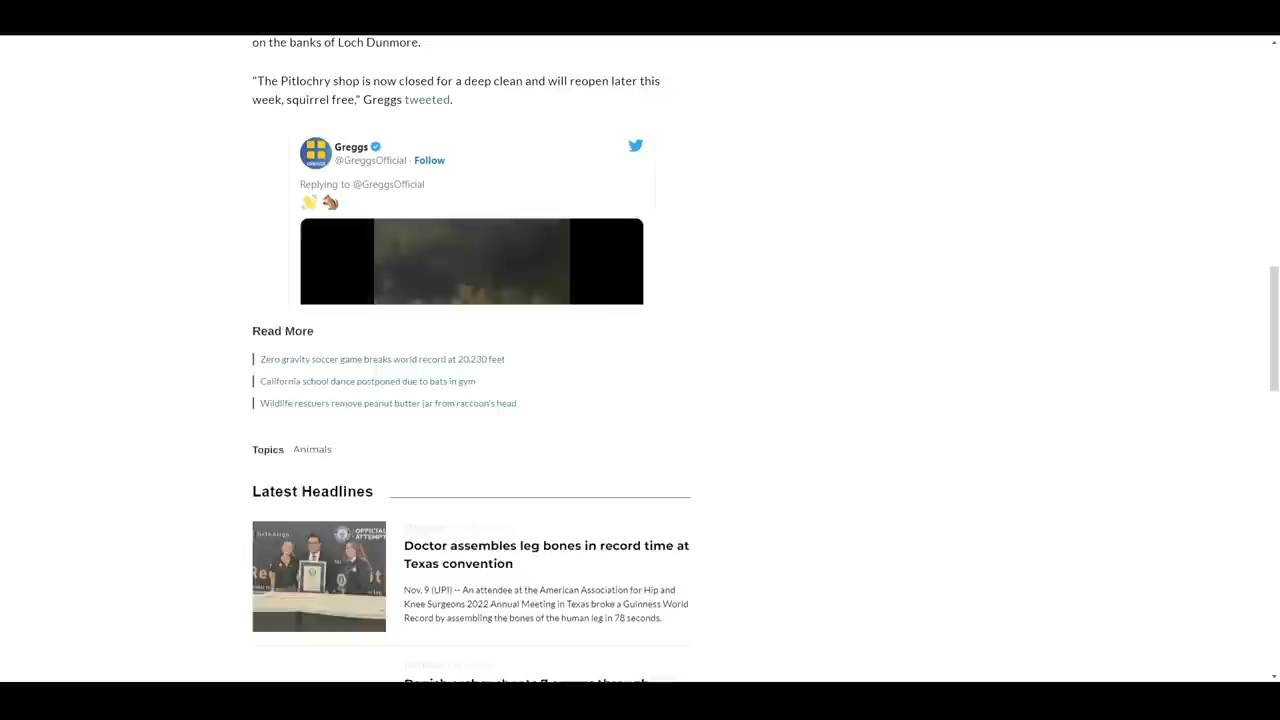 on the banks of Loch Dunmore.
"The Pitlochry shop is now closed for a deep clean and will reopen later this
week, squirrel free," Greggs tweeted.
Greggs
@GreggsOfficial · Follow
Replying to @GreggsOfficial
👋 🐿️
Read More
Zero gravity soccer game breaks world record at 20,230 feet
California school dance postponed due to bats in gym
Wildlife rescuers remove peanut butter jar from raccoon's head
Topics Animals
Latest Headlines
OFFICIAL
ATTEMPT
Doctor assembles leg bones in record time at
Texas convention
Nov. 9 (UPI) -- An attendee at the American Association for Hip and
Knee Surgeons 2022 Annual Meeting in Texas broke a Guinness World
Record by assembling the bones of the human leg in 78 seconds.